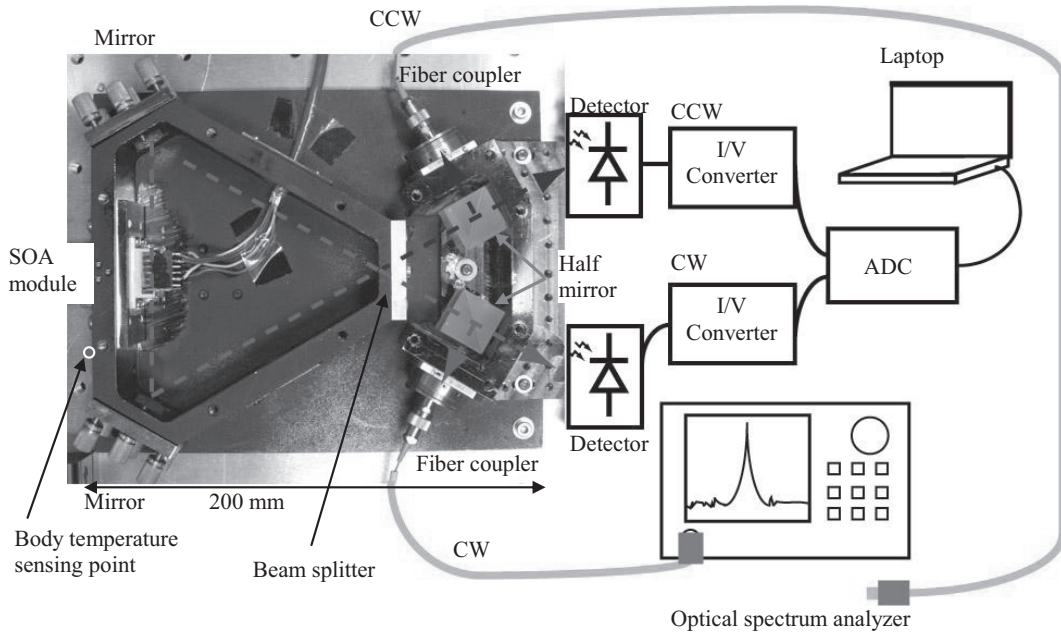 CCW
Mirror
Fiber coupler
Laptop
Detector
CCW
I/V
Converter
SOA
module
Half
mirror
ADC
CW
I/V
Converter
Detector
Fiber coupler
Mirror
200 mm
Body temperature
sensing point
Beam splitter
CW
Optical spectrum analyzer